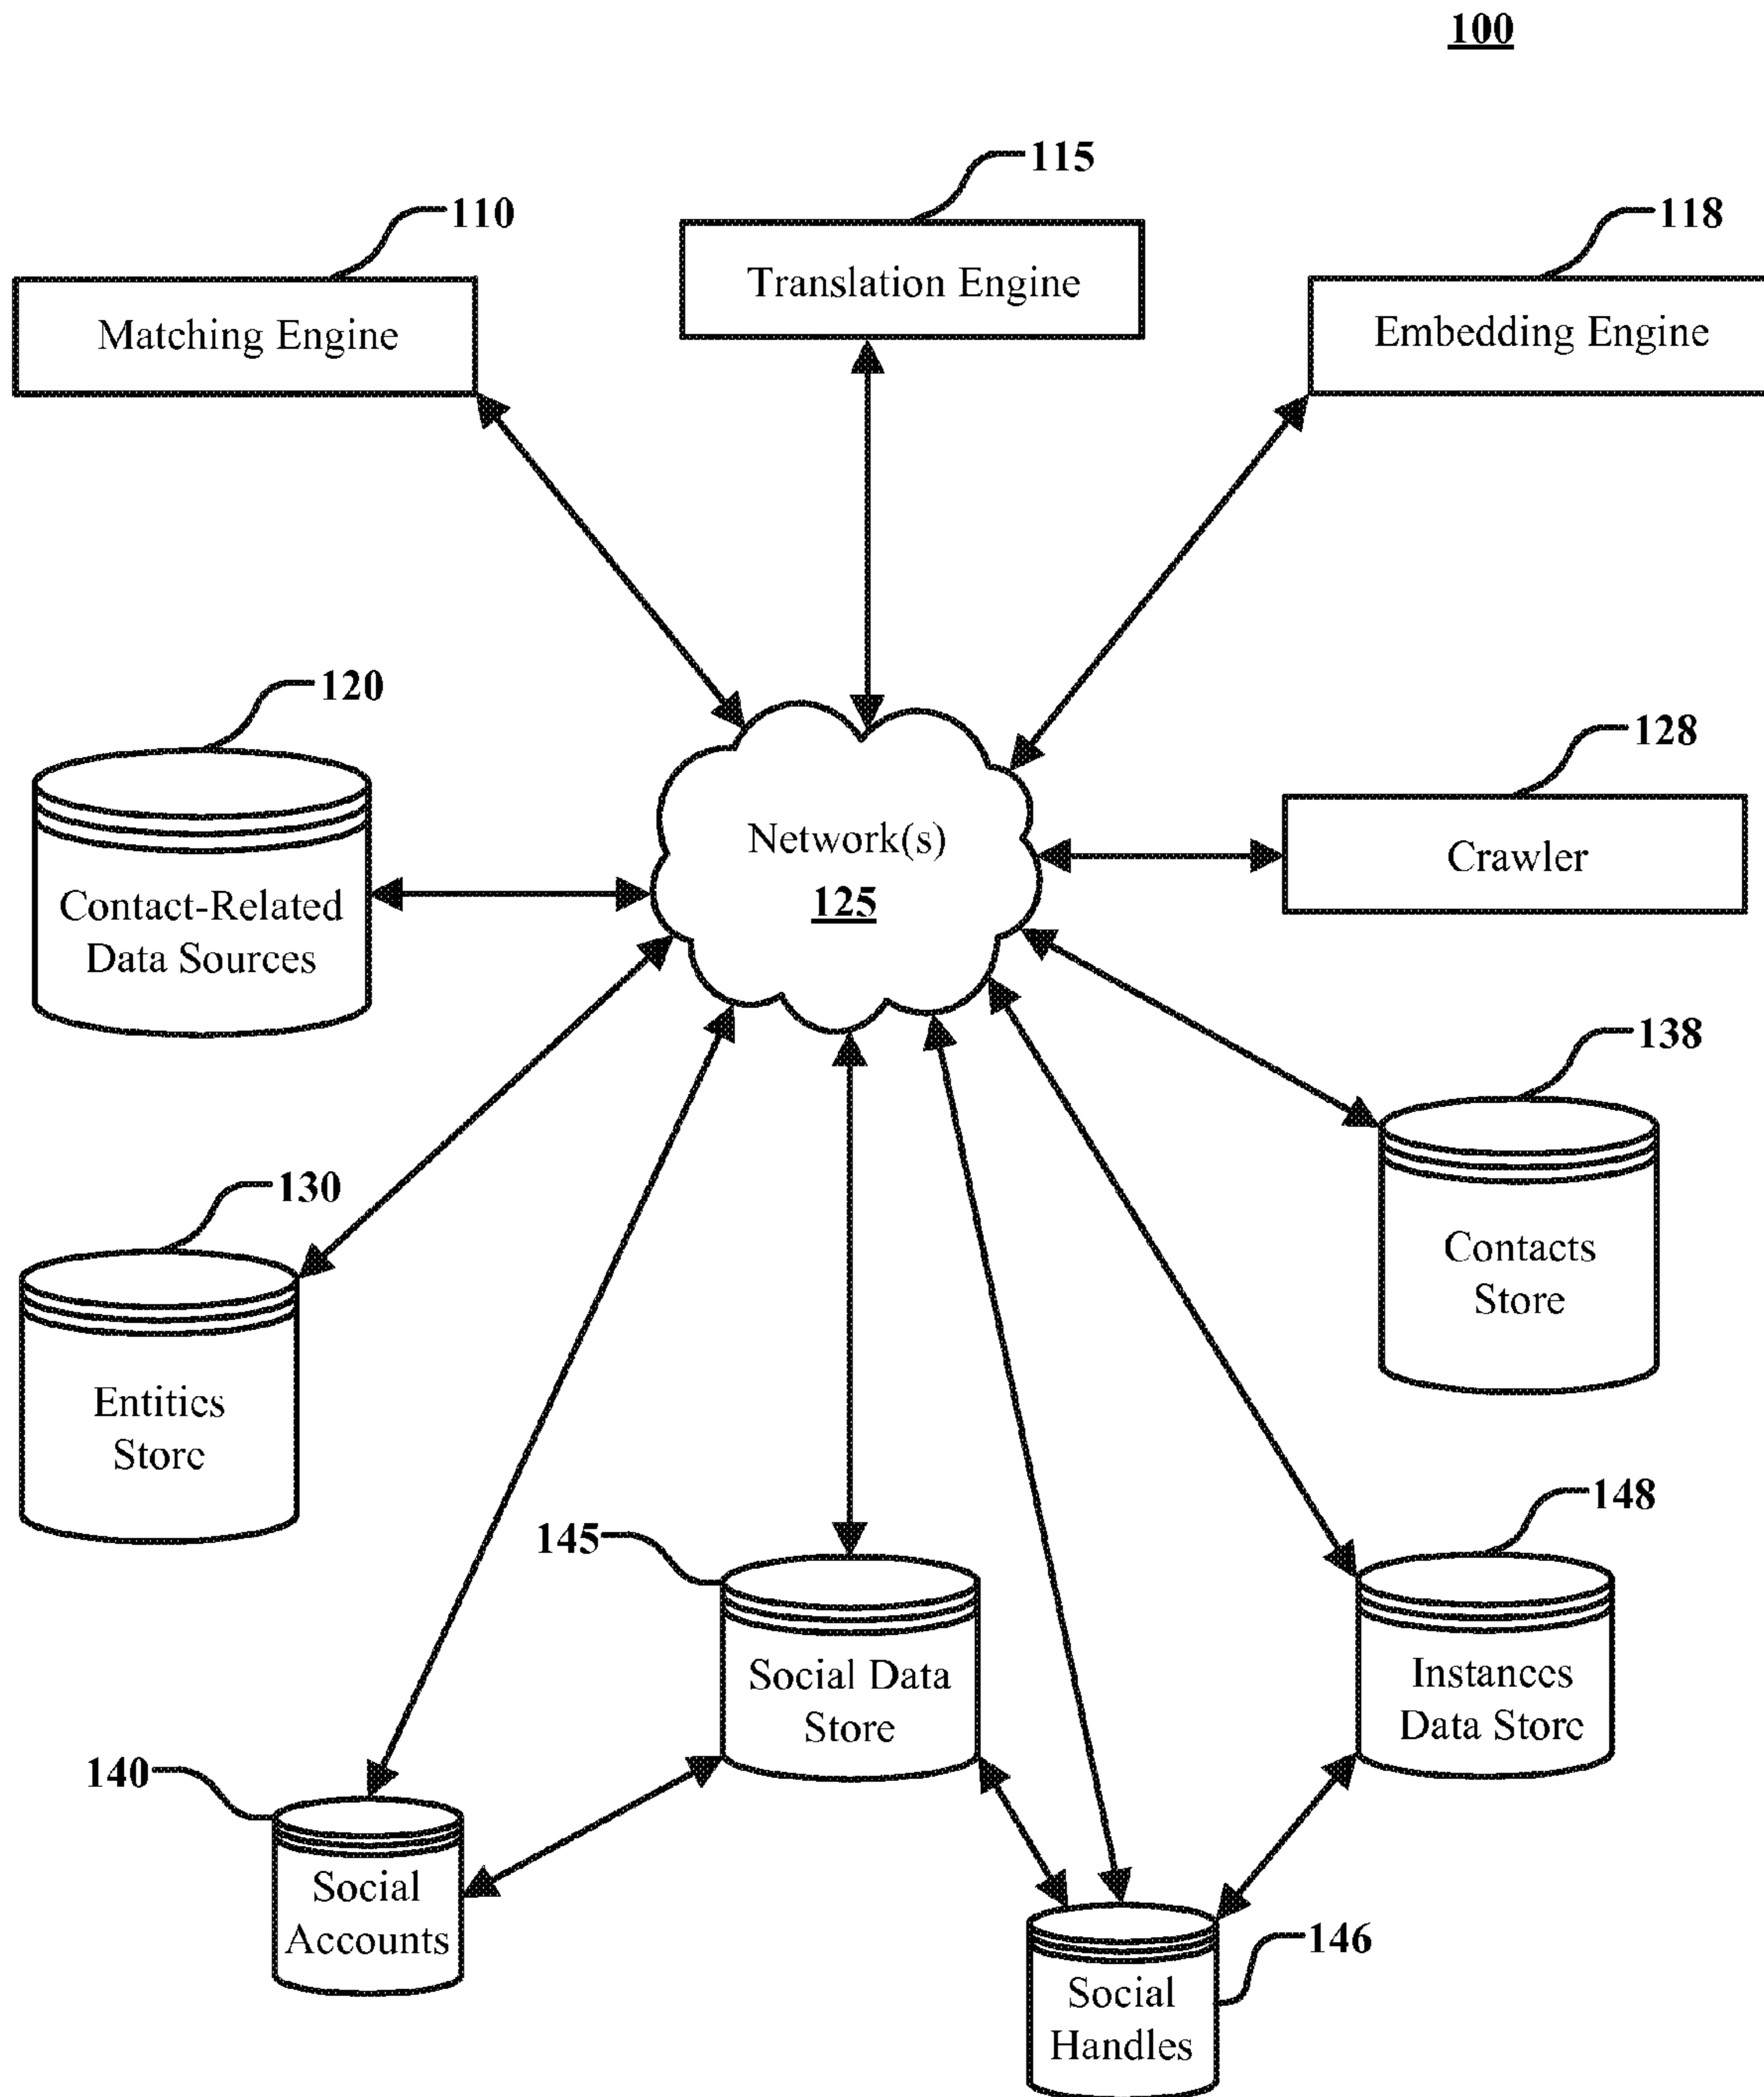 100
115
110
118
Translation Engine
Matching Engine
Embedding Engine
120
128
Network(s)
125
Crawler
Contact-Related
Data Sources
138
130
Contacts
Store
Entities
Store
148
145
Social Data
Store
Instances
Data Store
140
Social
Accounts
146
Social
Handles